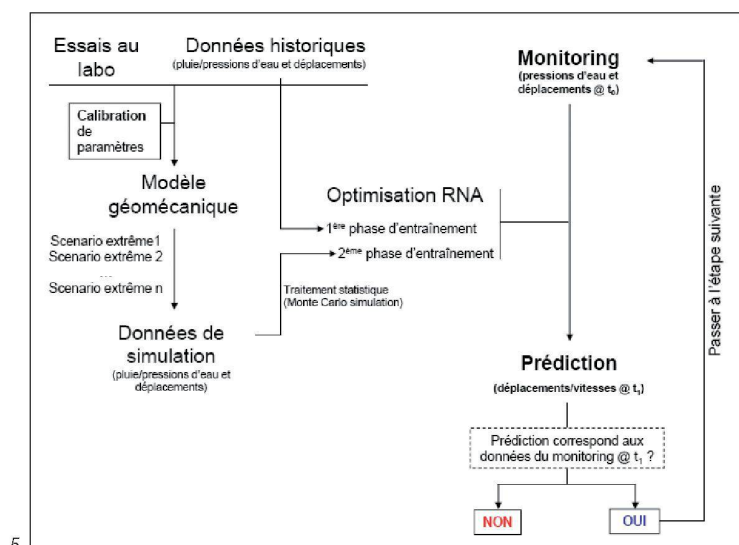 Essais au
labo
Données historiques
(pluie/pressions d'eau et déplacements)
Calibration
de
paramètres
Modèle
géomécanique
Scenario extrême1
Scenario extrême 2
...
Scenario extrême n
Données de
simulation
(pluie/pressions d'eau et
déplacements)
Optimisation RNA
1ère phase d'entraînement
2ème phase d'entraînement
Traitement statistique
(Monte Carlo simulation)
Monitoring
(pressions d'eau et
déplacements @ t0)
Prédiction
(déplacements/vitesses @ t1)
Prédiction correspond aux
données du monitoring @ t1 ?
NON
OUI
Passer à l'étape suivante
5